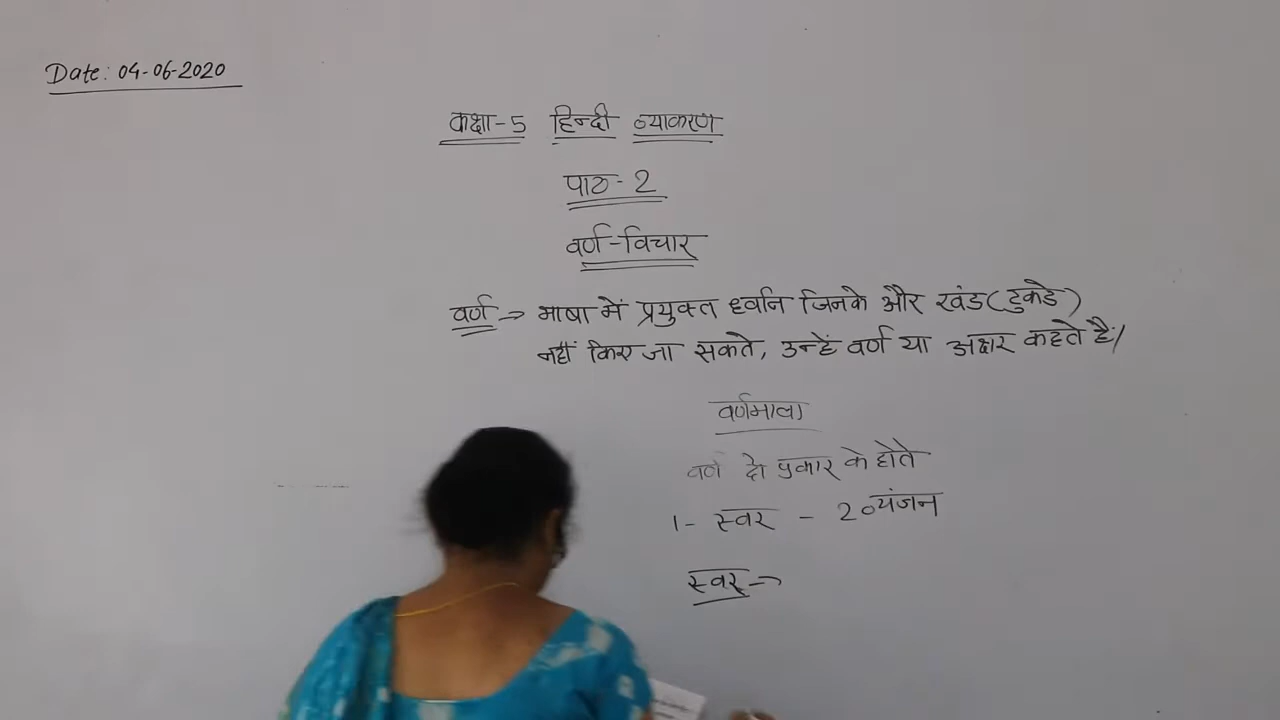 Date: 04-06-2020
कक्षा-5 हिन्दी व्याकरण
पाठ-2
वर्ण-विचार
वर्ण → भाषा में प्रयुक्त ध्वनि जिनके और खंड(टुकडे)
नहीं किए जा सकते, उन्हें वर्ण या अक्षर कहते हैं/
वर्णमाला
वर्ण दो प्रकार के होते
1- स्वर - 2 व्यंजन
स्वर →